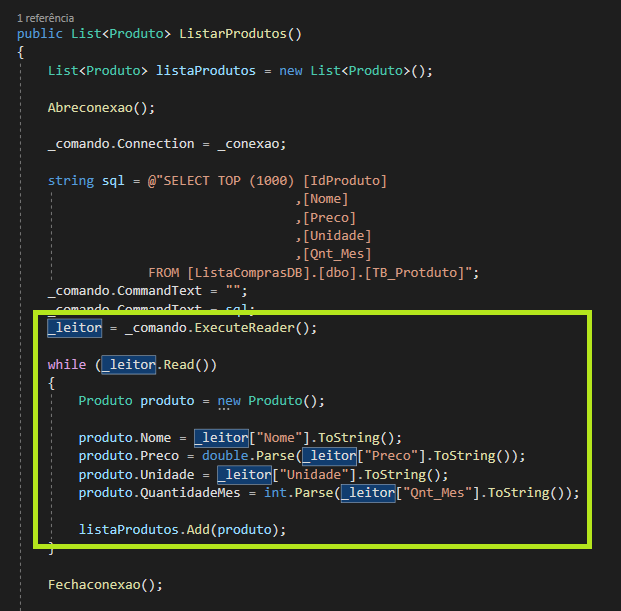 1 referência
public List<Produto> ListarProdutos()
{
List<Produto> listaProdutos = new List<Produto>();
Abreconexao();
_comando.Connection = _conexao;
string sql = @"SELECT TOP (1000) [IdProduto]
,[Nome]
,[Preco]
,[Unidade]
,[Qnt_Mes]
FROM [ListaComprasDB].[dbo].[TB_Protduto]";
_comando.CommandText = "";
_comando.CommandText = sql;
_leitor = _comando.ExecuteReader();
while (_leitor.Read())
{
Produto produto = new Produto();
produto.Nome = _leitor["Nome"].ToString();
produto.Preco = double.Parse(_leitor["Preco"].ToString());
produto.Unidade = _leitor["Unidade"].ToString();
produto.QuantidadeMes = int.Parse(_leitor["Qnt_Mes"].ToString());
listaProdutos.Add(produto);
}
Fechaconexao();